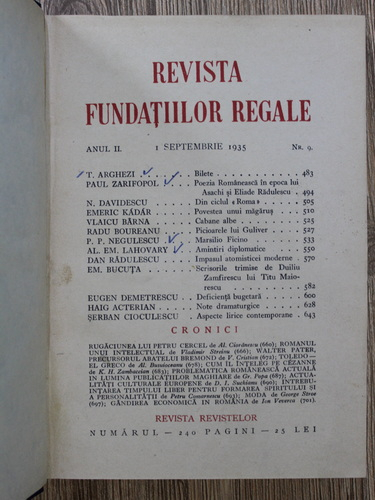 REVISTA
FUNDAȚIILOR REGALE
ANUL II. 1 SEPTEMBRIE 1935 NR. 9.
T. ARGHEZI . . . . . Bilete - - - - - - - - 483
PAUL ZARIFOPOL . . . . Poezia Românească în epoca lui
Asachi și Eliade Rădulescu - 494
N. DAVIDESCU . . . . Din ciclul «Roma» - - - - - 505
EMERIC KÁDÁR . . . . Povestea unui măgăruș - - - - 510
VLAICU BÂRNA . . . . Cabane albe - - - - - - - 525
RADU BOUREANU . . . . Picioarele lui Guliver - - - - 527
P. P. NEGULESCU . . . . Marsilio Ficino - - - - - - 533
AL. EM. LAHOVARY . . . . Amintiri diplomatice - - - - 550
DAN RĂDULESCU . . . . Impasul atomisticei moderne - 570
EM. BUCUȚA . . . . . Scrisorile trimise de Duiliu
Zamfirescu lui Titu Maio-
rescu - - - - - - - - 582
EUGEN DEMETRESCU . . . Deficiență bugetară - - - - - 600
HAIG ACTERIAN . . . . Note dramaturgice - - - - - 628
ȘERBAN CIOCULESCU . . . Aspecte lirice contemporane - 643
CRONICI
RUGĂCIUNEA LUI PETRU CERCEL de Al. Ciorănescu (660); ROMANUL
UNUI INTELECTUAL de Vladimir Streinu (666); WALTER PATER,
PRECURSORUL ABATELUI BREMOND de V. Cristian (672); TOLEDO—
EL GRECO de Al. Busuioceanu (678); CUM ÎL ÎNȚELEG PE CÉZANNE
de K. H. Zambaccian (682); PROBLEMATICA ROMÂNEASCĂ ACTUALĂ
ÎN LUMINA PUBLICAȚIILOR MAGHIARE de Gr. Popa (687); ACTUA-
LITĂȚI CULTURALE EUROPENE de D. I. Suchianu (690); ÎNTREBU-
INȚAREA TIMPULUI LIBER PENTRU FORMAREA SPIRITULUI ȘI
A PERSONALITĂȚII de Petru Comarnescu (693); MODA de George Stroe
(697); GÂNDIREA ECONOMICĂ ÎN ROMÂNIA de Ion Veverca (701).
REVISTA REVISTELOR
NUMĂRUL — 240 PAGINI — 25 LEI